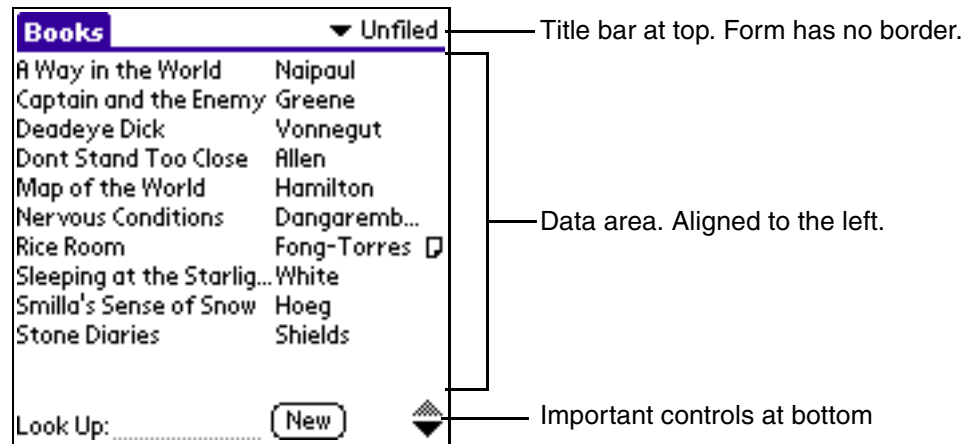 Books Unfiled Title bar at top. Form has no border.
A Way in the World Naipaul
Captain and the Enemy Greene
Deadeye Dick Vonnegut
Dont Stand Too Close Allen
Map of the World Hamilton
Nervous Conditions Dangaremb... Data area. Aligned to the left.
Rice Room Fong-Torres
Sleeping at the Starlig... White
Smilla's Sense of Snow Hoeg
Stone Diaries Shields
Look Up: New Important controls at bottom